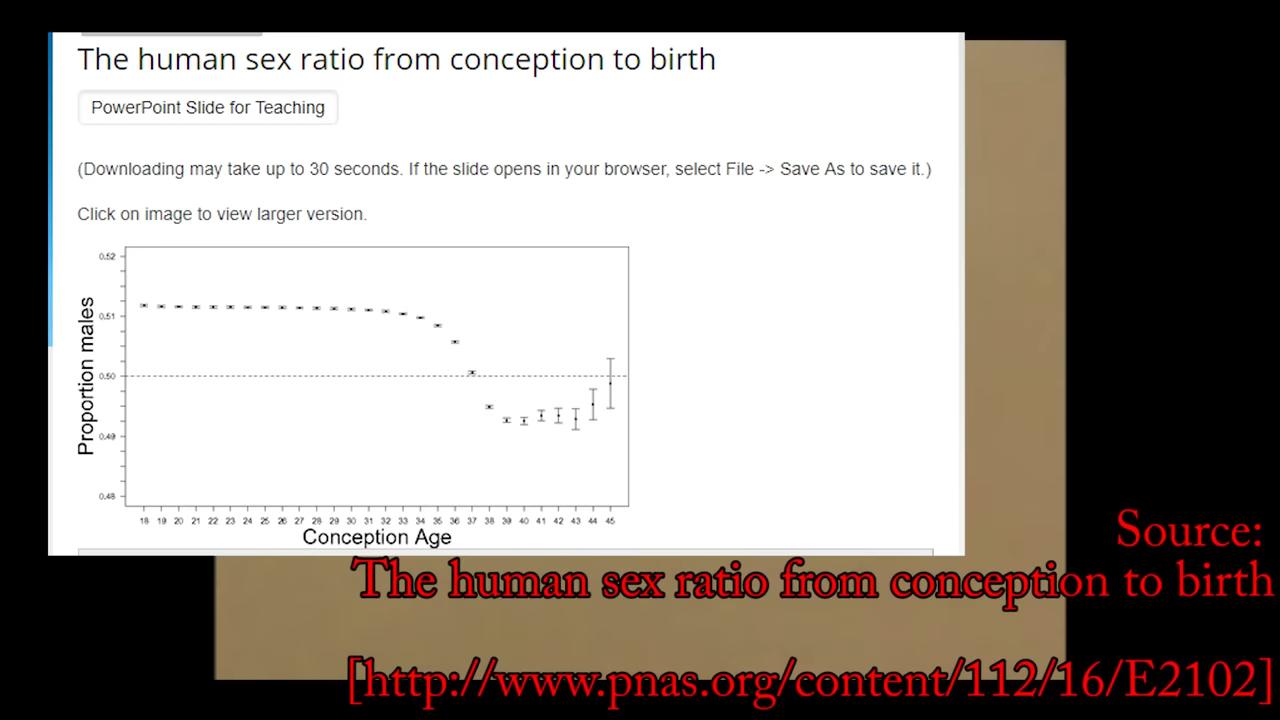 The human sex ratio from conception to birth
PowerPoint Slide for Teaching
(Downloading may take up to 30 seconds. If the slide opens in your browser, select File -> Save As to save it.)
Click on image to view larger version.
Proportion males
0.52
0.51
0.50
0.49
0.48
18 19 20 21 22 23 24 25 26 27 28 29 30 31 32 33 34 35 36 37 38 39 40 41 42 43 44 45
Conception Age
Source:
The human sex ratio from conception to birth
[http://www.pnas.org/content/112/16/E2102]